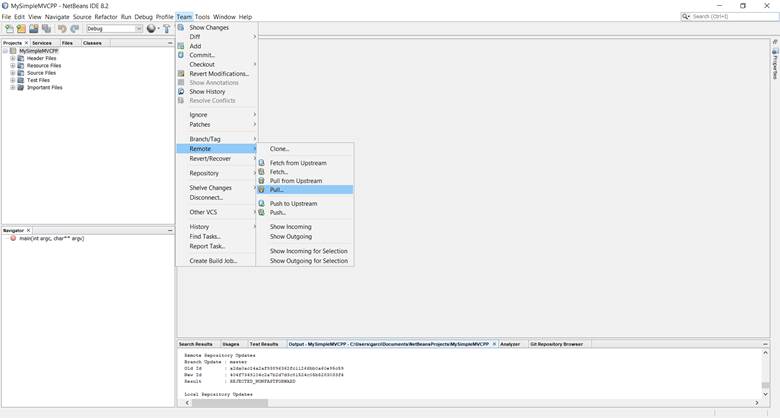 MySimpleMVCPP - NetBeans IDE 8.2
File Edit View Navigate Source Refactor Run Debug Profile Team Tools Window Help
Search (Ctrl+I)
Debug
Projects Services Files Classes
MySimpleMVCPP
Header Files
Resource Files
Source Files
Test Files
Important Files
Navigator
main(int argc, char** argv)
Show Changes
Diff
Add
Commit...
Checkout
Revert Modifications...
Show Annotations
Show History
Resolve Conflicts
Ignore
Patches
Branch/Tag
Remote
Revert/Recover
Repository
Shelve Changes
Disconnect...
Other VCS
History
Find Tasks...
Report Task...
Create Build Job...
Clone...
Fetch from Upstream
Fetch...
Pull from Upstream
Pull...
Push to Upstream
Push...
Show Incoming
Show Outgoing
Show Incoming for Selection
Show Outgoing for Selection
Properties
Search Results Usages Test Results Output - MySimpleMVCPP - C:\Users\garci\Documents\NetBeansProjects\MySimpleMVCPP Analyzer Git Repository Browser
Remote Repository Updates
Branch Update : master
Old Id :
New Id :
Result : REJECTED_NONFASTFORWARD
Local Repository Updates